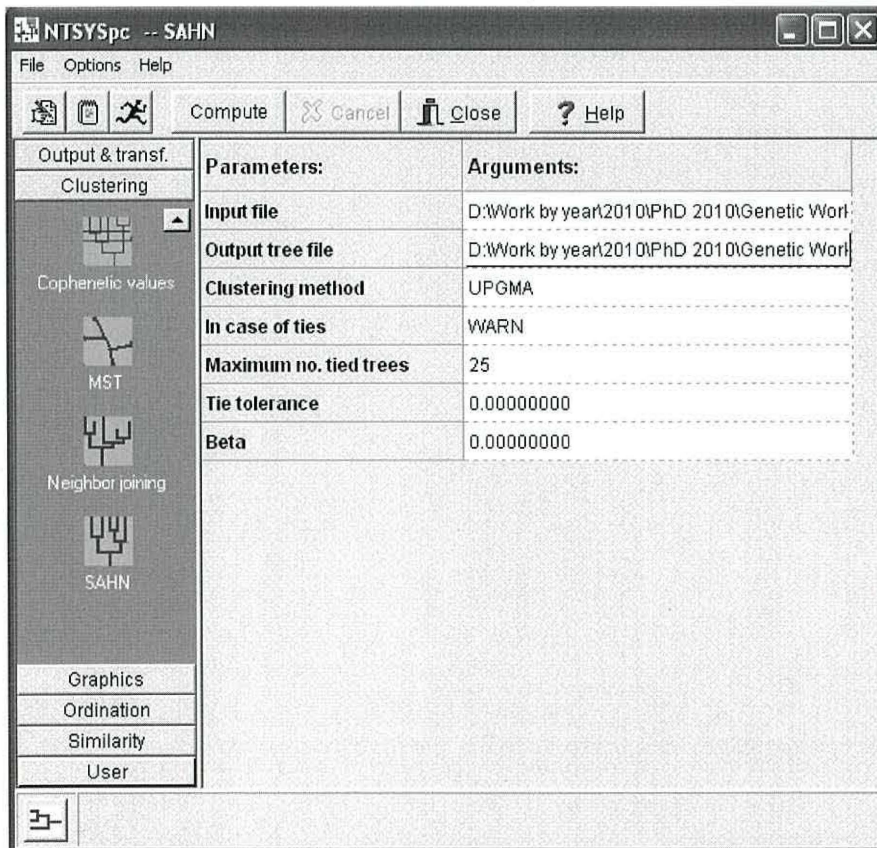 NTSYSpc -- SAHN
File Options Help
Compute Cancel Close ? Help
Output & transf.
Clustering
Cophenetic values
MST
Neighbor joining
SAHN
Graphics
Ordination
Similarity
User
Parameters: Arguments:
Input file D:\Work by year\2010\PhD 2010\Genetic Work
Output tree file D:\Work by year\2010\PhD 2010\Genetic Work
Clustering method UPGMA
In case of ties WARN
Maximum no. tied trees 25
Tie tolerance 0.00000000
Beta 0.00000000